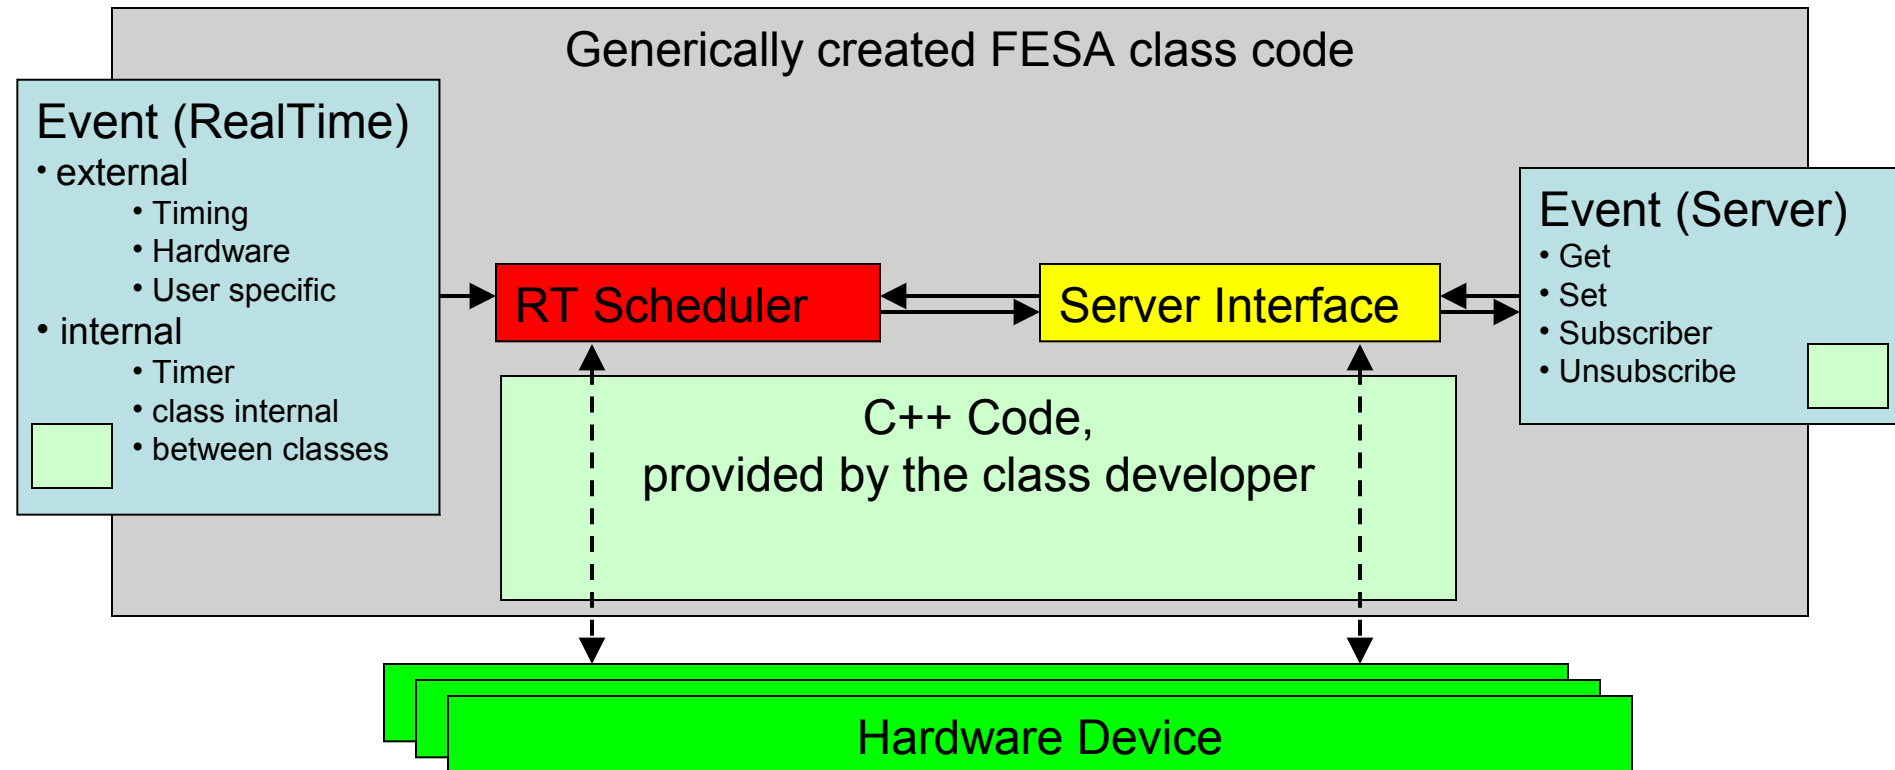 Generically created FESA class code
Event (RealTime)
• external
• Timing
• Hardware
• User specific
• internal
• Timer
• class internal
• between classes
RT Scheduler
Server Interface
Event (Server)
• Get
• Set
• Subscriber
• Unsubscribe
C++ Code,
provided by the class developer
Hardware Device